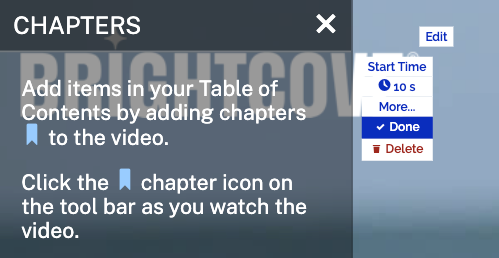 CHAPTERS
Edit
BRIGHTCOV
Start Time
10 s
More...
Done
Delete
Add items in your Table of
Contents by adding chapters
to the video.
Click the chapter icon on
the tool bar as you watch the
video.